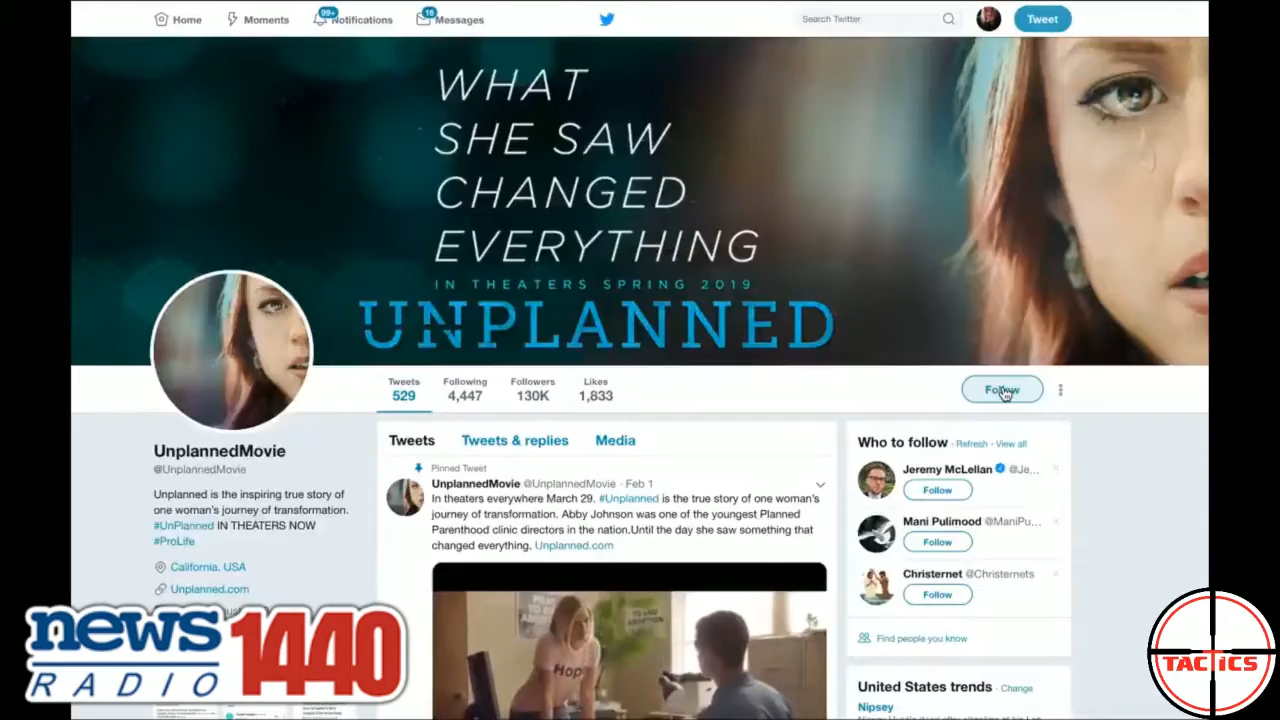 Home
Moments
99+
Notifications
16
Messages
Search Twitter
Tweet
WHAT
SHE SAW
CHANGED
EVERYTHING
IN THEATERS SPRING 2019
UNPLANNED
Tweets
529
Following
4,447
Followers
130K
Likes
1,833
Follow
UnplannedMovie
@UnplannedMovie
Unplanned is the inspiring true story of
one woman's journey of transformation.
#UnPlanned IN THEATERS NOW
#ProLife
California, USA
Unplanned.com
Tweets
Tweets & replies
Media
Pinned Tweet
UnplannedMovie @UnplannedMovie · Feb 1
In theaters everywhere March 29. #Unplanned is the true story of one woman's
journey of transformation. Abby Johnson was one of the youngest Planned
Parenthood clinic directors in the nation.Until the day she saw something that
changed everything. Unplanned.com
Hope
Who to follow · Refresh · View all
Jeremy McLellan @Je...
Follow
Mani Pulimood @ManiPu...
Follow
Christernet @Christernets
Follow
Find people you know
United States trends · Change
Nipsey
news 1440
RADIO
TACTICS